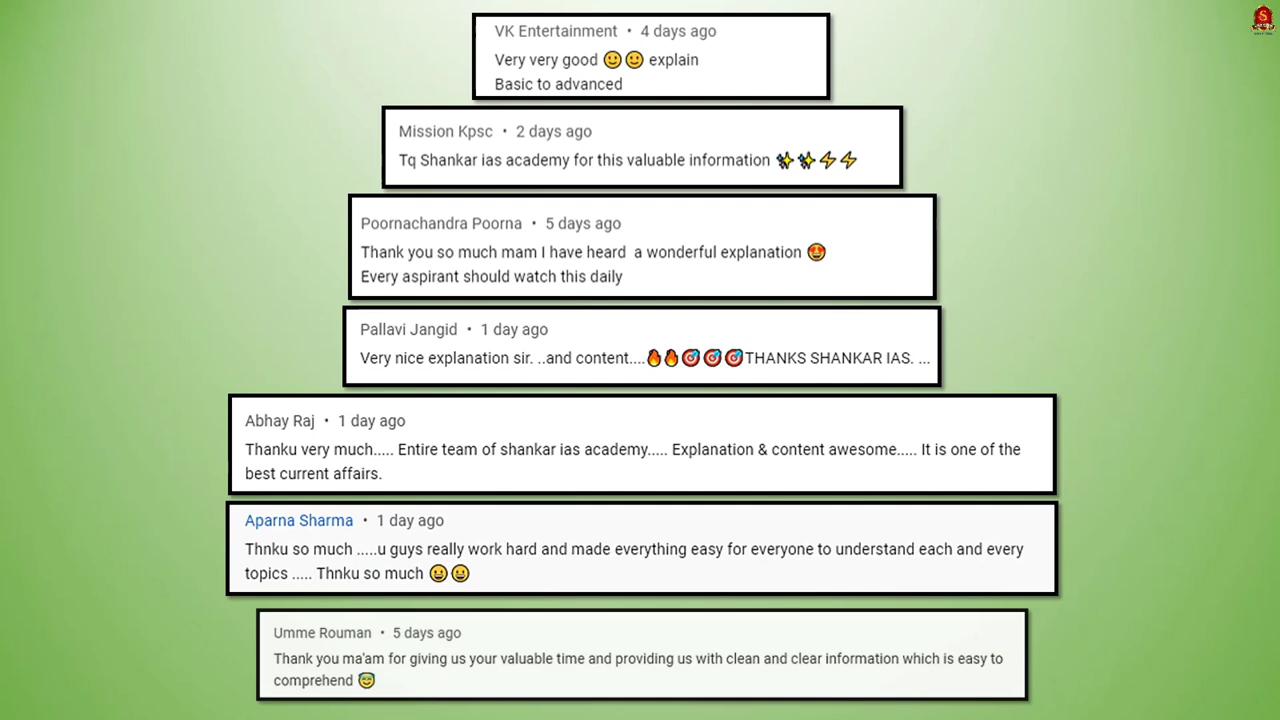 VK Entertainment • 4 days ago
Very very good 🙂🙂 explain
Basic to advanced
Mission Kpsc • 2 days ago
Tq Shankar ias academy for this valuable information ✨✨⚡⚡
Poornachandra Poorna • 5 days ago
Thank you so much mam I have heard  a wonderful explanation 🤩
Every aspirant should watch this daily
Pallavi Jangid • 1 day ago
Very nice explanation sir. ..and content....🔥🔥🎯🎯🎯THANKS SHANKAR IAS. ...
Abhay Raj • 1 day ago
Thanku very much..... Entire team of shankar ias academy..... Explanation & content awesome..... It is one of the
best current affairs.
Aparna Sharma • 1 day ago
Thnku so much .....u guys really work hard and made everything easy for everyone to understand each and every
topics ..... Thnku so much 😀😀
Umme Rouman • 5 days ago
Thank you ma'am for giving us your valuable time and providing us with clean and clear information which is easy to
comprehend 😇